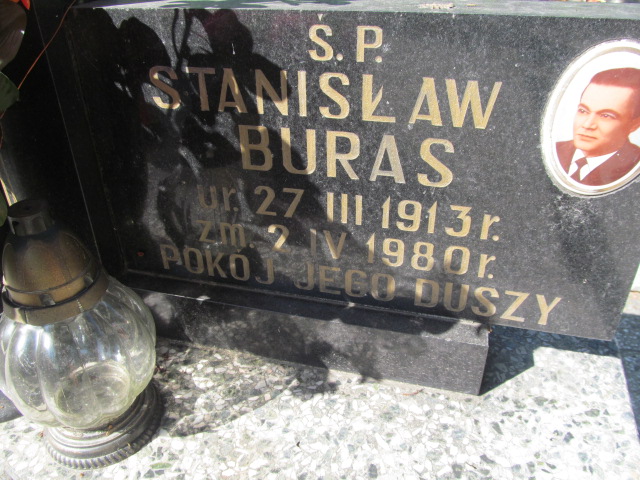 Ś.P.
STANISŁAW
BURAS
ur. 27 III 1913 r.
zm. 2 IV 1980 r.
POKÓJ JEGO DUSZY